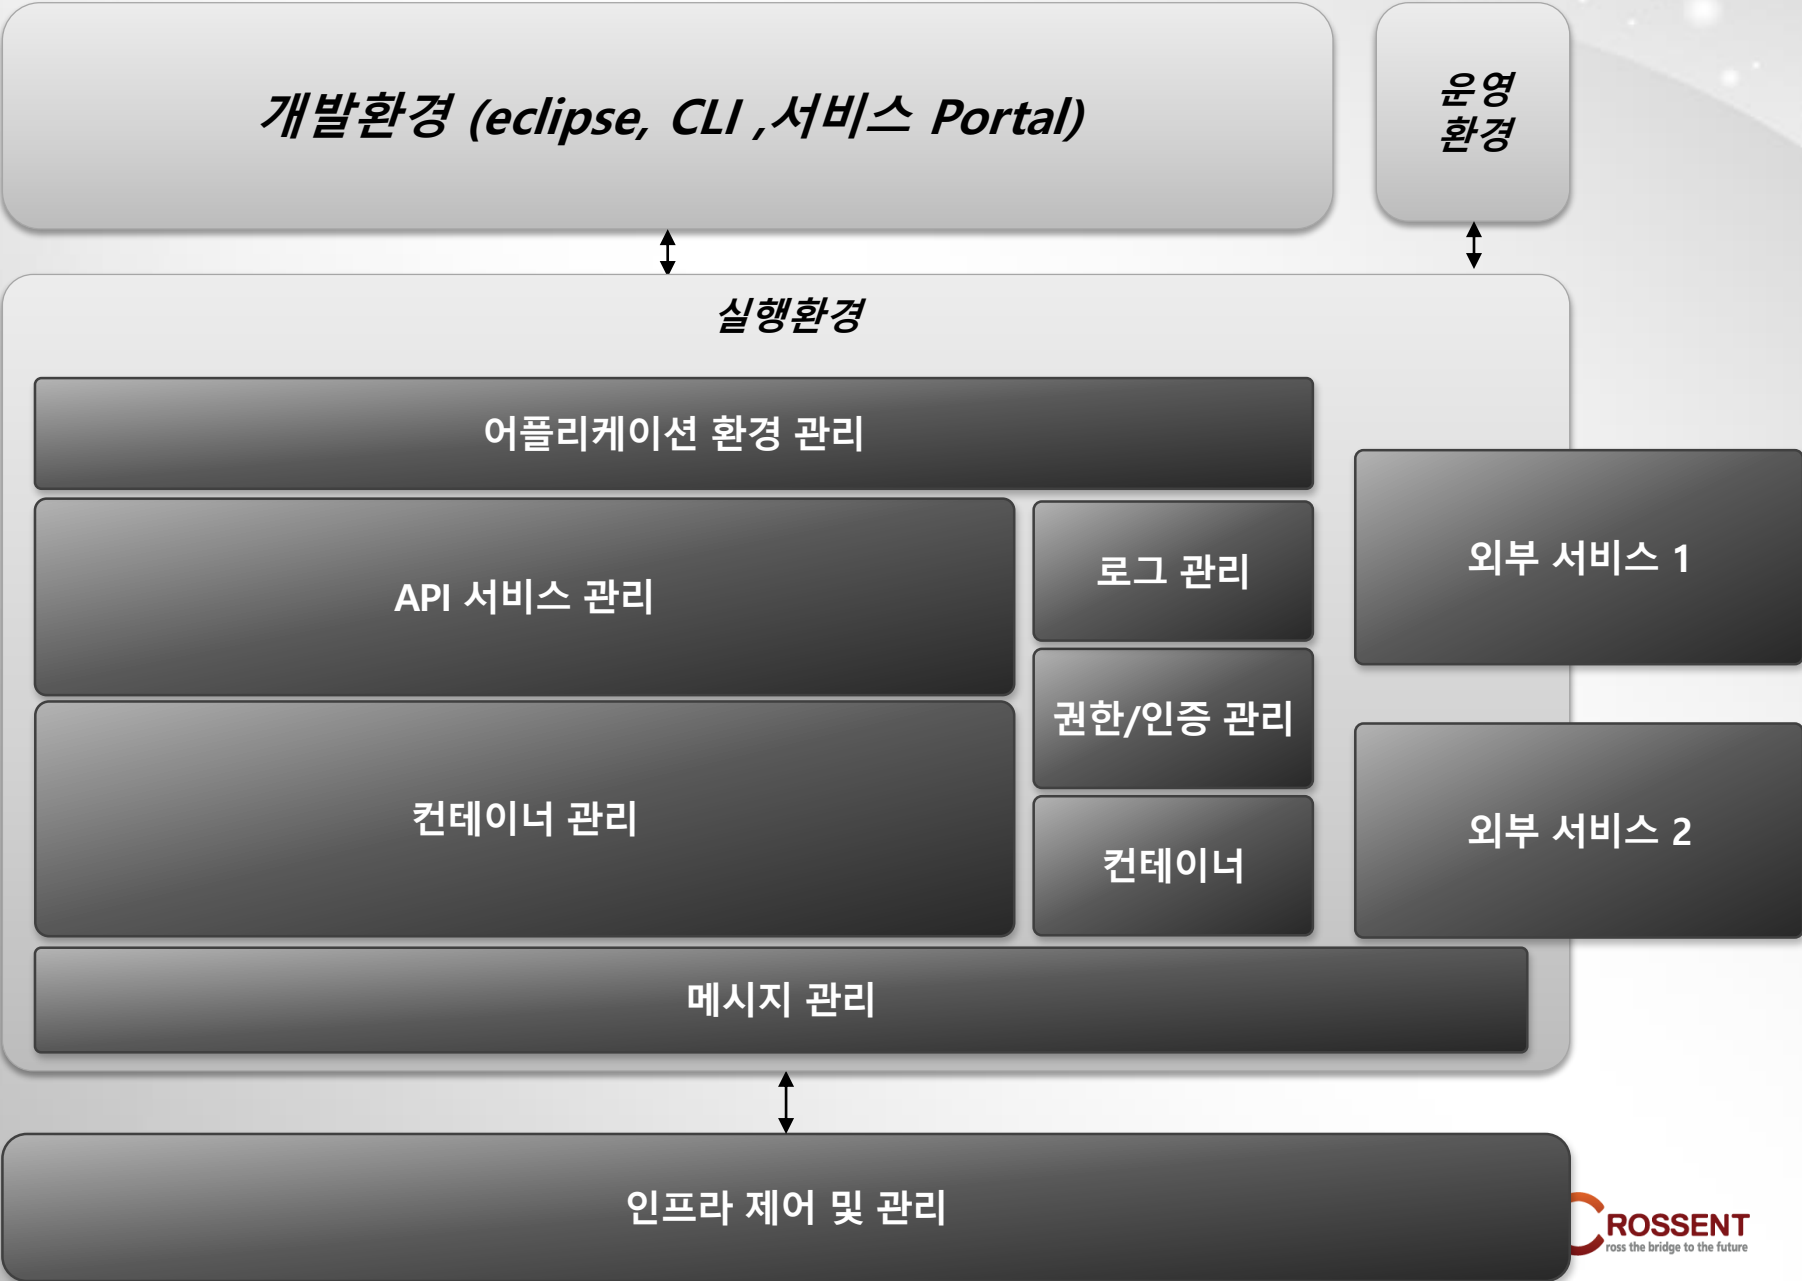 개발환경 (eclipse, CLI ,서비스 Portal)
운영
환경
실행환경
어플리케이션 환경 관리
API 서비스 관리
로그 관리
외부 서비스 1
권한/인증 관리
컨테이너 관리
외부 서비스 2
컨테이너
메시지 관리
인프라 제어 및 관리
CROSSENT
ross the bridge to the future